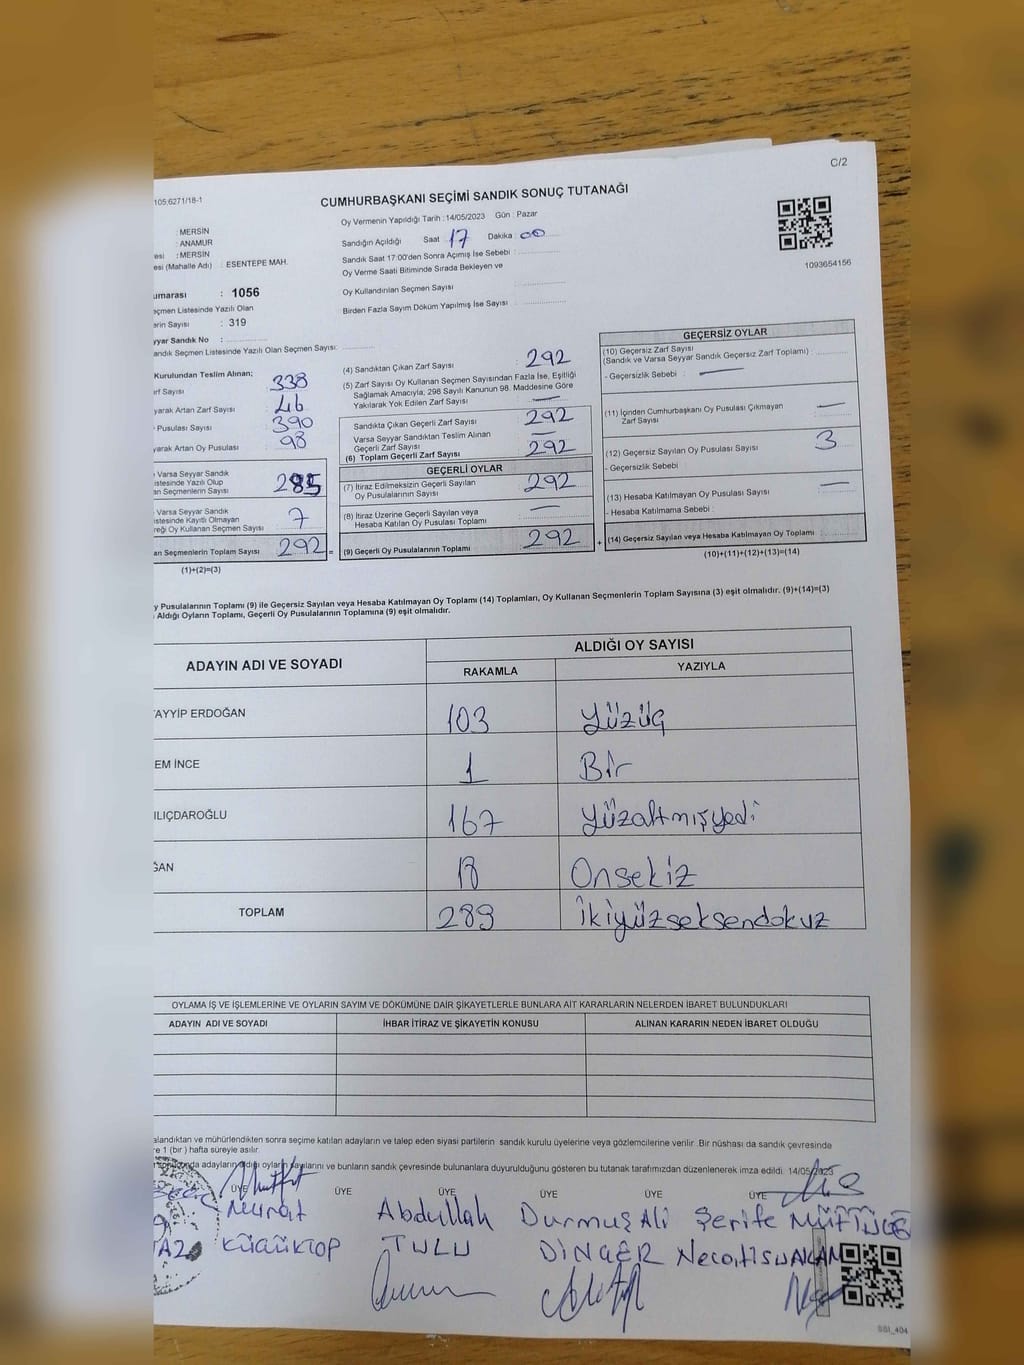 C/2
105:6271/18-1
CUMHURBAŞKANI SEÇİMİ SANDIK SONUÇ TUTANAĞI
Oy Vermenin Yapıldığı Tarih : 14/05/2023 Gün : Pazar
: MERSİN
: ANAMUR
esi : MERSİN
esi (Mahalle Adı) : ESENTEPE MAH.
Sandığın Açıldığı Saat 17 Dakika : 00
Sandık Saat 17:00'den Sonra Açımış İse Sebebi :
Oy Verme Saati Bitiminde Sırada Bekleyen ve
Oy Kullandırılan Seçmen Sayısı :
Birden Fazla Sayım Döküm Yapılmış İse Sayısı :
1093654156
umarası : 1056
eçmen Listesinde Yazılı Olan
erin Sayısı : 319
yyar Sandık No :
andık Seçmen Listesinde Yazılı Olan Seçmen Sayısı:
Kurulundan Teslim Alınan;
rf Sayısı : 338
yarak Artan Zarf Sayısı : 46
Pusulası Sayısı : 390
yarak Artan Oy Pusulası : 98
Varsa Seyyar Sandık
istesinde Yazılı Olup
an Seçmenlerin Sayısı : 285
Varsa Seyyar Sandık
istesinde Kayıtlı Olmayan
reği Oy Kullanan Seçmen Sayısı : 7
an Seçmenlerin Toplam Sayısı : 292 =
(1)+(2)=(3)
(4) Sandıktan Çıkan Zarf Sayısı : 292
(5) Zarf Sayısı Oy Kullanan Seçmen Sayısından Fazla İse, Eşitliği
Sağlamak Amacıyla; 298 Sayılı Kanunun 98. Maddesine Göre
Yakılarak Yok Edilen Zarf Sayısı : —
Sandıkta Çıkan Geçerli Zarf Sayısı : 292
Varsa Seyyar Sandıktan Teslim Alınan
Geçerli Zarf Sayısı : —
(6) Toplam Geçerli Zarf Sayısı : 292
GEÇERLİ OYLAR
(7) İtiraz Edilmeksizin Geçerli Sayılan
Oy Pusulalarının Sayısı : 292
(8) İtiraz Üzerine Geçerli Sayılan veya
Hesaba Katılan Oy Pusulası Toplamı : —
(9) Geçerli Oy Pusulalarının Toplamı : 292 +
GEÇERSİZ OYLAR
(10) Geçersiz Zarf Sayısı
(Sandık ve Varsa Seyyar Sandık Geçersiz Zarf Toplamı) :
- Geçersizlik Sebebi : —
(11) İçinden Cumhurbaşkanı Oy Pusulası Çıkmayan
Zarf Sayısı : —
(12) Geçersiz Sayılan Oy Pusulası Sayısı : 3
- Geçersizlik Sebebi
(13) Hesaba Katılmayan Oy Pusulası Sayısı : —
- Hesaba Katılmama Sebebi :
(14) Geçersiz Sayılan veya Hesaba Katılmayan Oy Toplamı :
(10)+(11)+(12)+(13)=(14)
y Pusulalarının Toplamı (9) ile Geçersiz Sayılan veya Hesaba Katılmayan Oy Toplamı (14) Toplamları, Oy Kullanan Seçmenlerin Toplam Sayısına (3) eşit olmalıdır. (9)+(14)=(3)
Aldığı Oyların Toplamı, Geçerli Oy Pusulalarının Toplamına (9) eşit olmalıdır.
ADAYIN ADI VE SOYADI ALDIĞI OY SAYISI
RAKAMLA YAZIYLA
AYYİP ERDOĞAN 103 Yüzüç
EM İNCE 1 Bir
ILIÇDAROĞLU 167 Yüzaltmışyedi
ĞAN 18 Onsekiz
TOPLAM 289 İkiyüzseksendokuz
OYLAMA İŞ VE İŞLEMLERİNE VE OYLARIN SAYIM VE DÖKÜMÜNE DAİR ŞİKAYETLERLE BUNLARA AİT KARARLARIN NELERDEN İBARET BULUNDUKLARI
ADAYIN ADI VE SOYADI İHBAR İTİRAZ VE ŞİKAYETİN KONUSU ALINAN KARARIN NEDEN İBARET OLDUĞU
alandıktan ve mühürlendikten sonra seçime katılan adayların ve talep eden siyasi partilerin sandık kurulu üyelerine veya gözlemcilerine verilir .Bir nüshası da sandık çevresinde
e 1 (bir ) hafta süreyle asılır.
adayların aldığı oyların sayılarını ve bunların sandık çevresinde bulunanlara duyurulduğunu gösteren bu tutanak tarafımızdan düzenlenerek imza edildi. 14/05/2023
ÜYE ÜYE ÜYE ÜYE ÜYE ÜYE
Murat Abdullah Durmuş Ali Şerife MÜFTÜOĞ
KÜÇÜKTOP TULU DİNÇER Necati SUAKAN
SSI_404